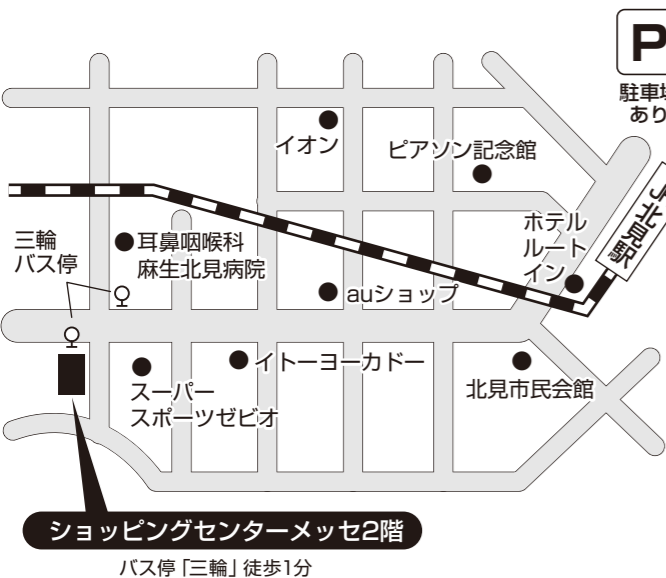 P
駐車場
あり
イオン
ピアソン記念館
JR北見駅
ホテル
ルート
イン
三輪
バス停
耳鼻咽喉科
麻生北見病院
auショップ
イトーヨーカドー
北見市民会館
スーパー
スポーツゼビオ
ショッピングセンターメッセ2階
バス停「三輪」徒歩1分